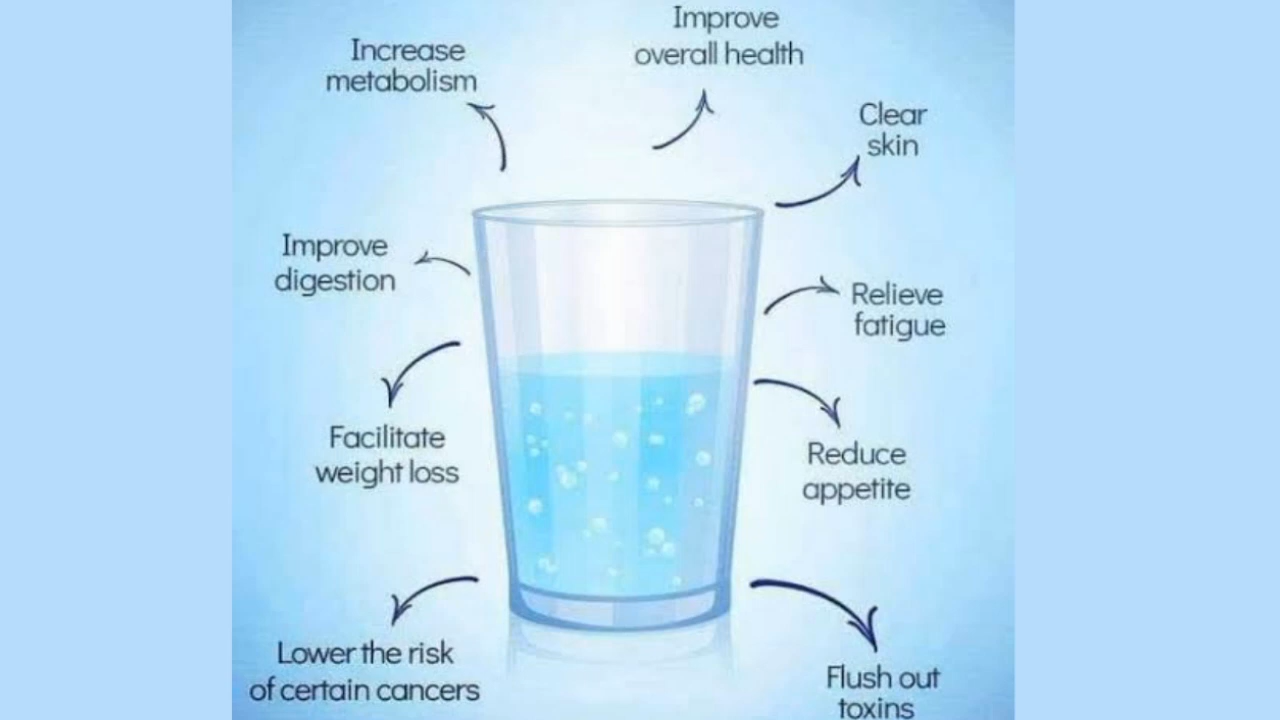 Improve
overall health
Increase
metabolism
Clear
skin
Improve
digestion
Relieve
fatigue
Facilitate
weight loss
Reduce
appetite
Lower the risk
of certain cancers
Flush out
toxins